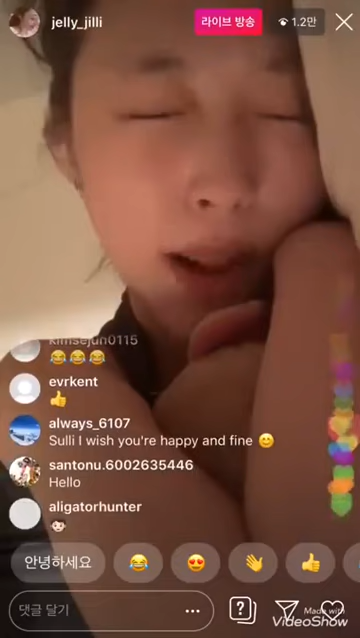 jelly_jilli
라이브 방송
1.2만
kimsejun0115
😂😂😂
evrkent
👍
always_6107
Sulli I wish you're happy and fine 😊
santonu.6002635446
Hello
aligatorhunter
안녕하세요
댓글 달기
Made with
VideoShow